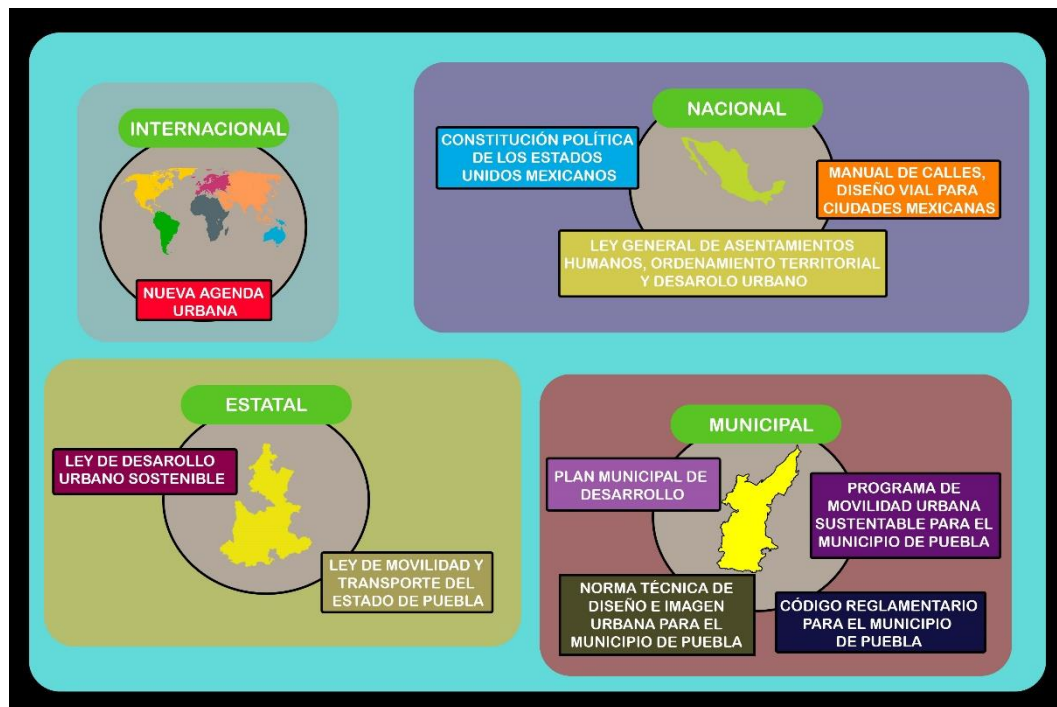 INTERNACIONAL
NUEVA AGENDA
URBANA
NACIONAL
CONSTITUCIÓN POLÍTICA
DE LOS ESTADOS
UNIDOS MEXICANOS
MANUAL DE CALLES,
DISEÑO VIAL PARA
CIUDADES MEXICANAS
LEY GENERAL DE ASENTAMIENTOS
HUMANOS, ORDENAMIENTO TERRITORIAL
Y DESAROLO URBANO
ESTATAL
LEY DE DESAROLLO
URBANO SOSTENIBLE
LEY DE MOVILIDAD Y
TRANSPORTE DEL
ESTADO DE PUEBLA
MUNICIPAL
PLAN MUNICIPAL DE
DESARROLLO
PROGRAMA DE
MOVILIDAD URBANA
SUSTENTABLE PARA EL
MUNICIPIO DE PUEBLA
NORMA TÉCNICA DE
DISEÑO E IMAGEN
URBANA PARA EL
MUNICIPIO DE PUEBLA
CÓDIGO REGLAMENTARIO
PARA EL MUNICIPIO
DE PUEBLA